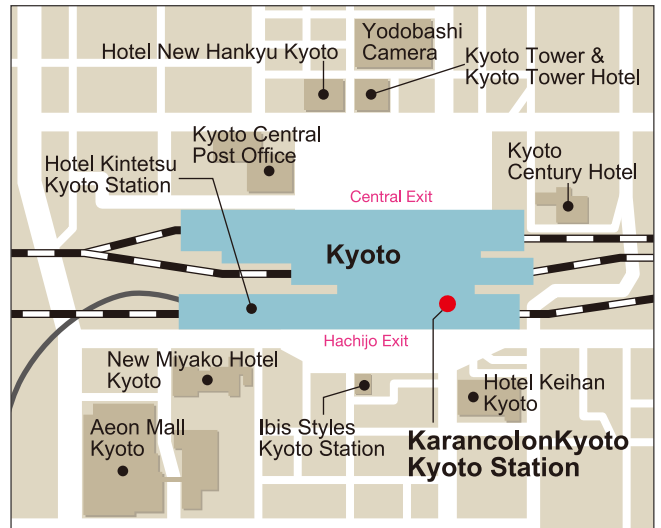 Yodobashi
Camera
Hotel New Hankyu Kyoto
Kyoto Tower &
Kyoto Tower Hotel
Kyoto Central
Post Office
Kyoto
Century Hotel
Hotel Kintetsu
Kyoto Station
Central Exit
Kyoto
Hachijo Exit
New Miyako Hotel
Kyoto
Hotel Keihan
Kyoto
Aeon Mall
Kyoto
Ibis Styles
Kyoto Station
KarancolonKyoto
Kyoto Station